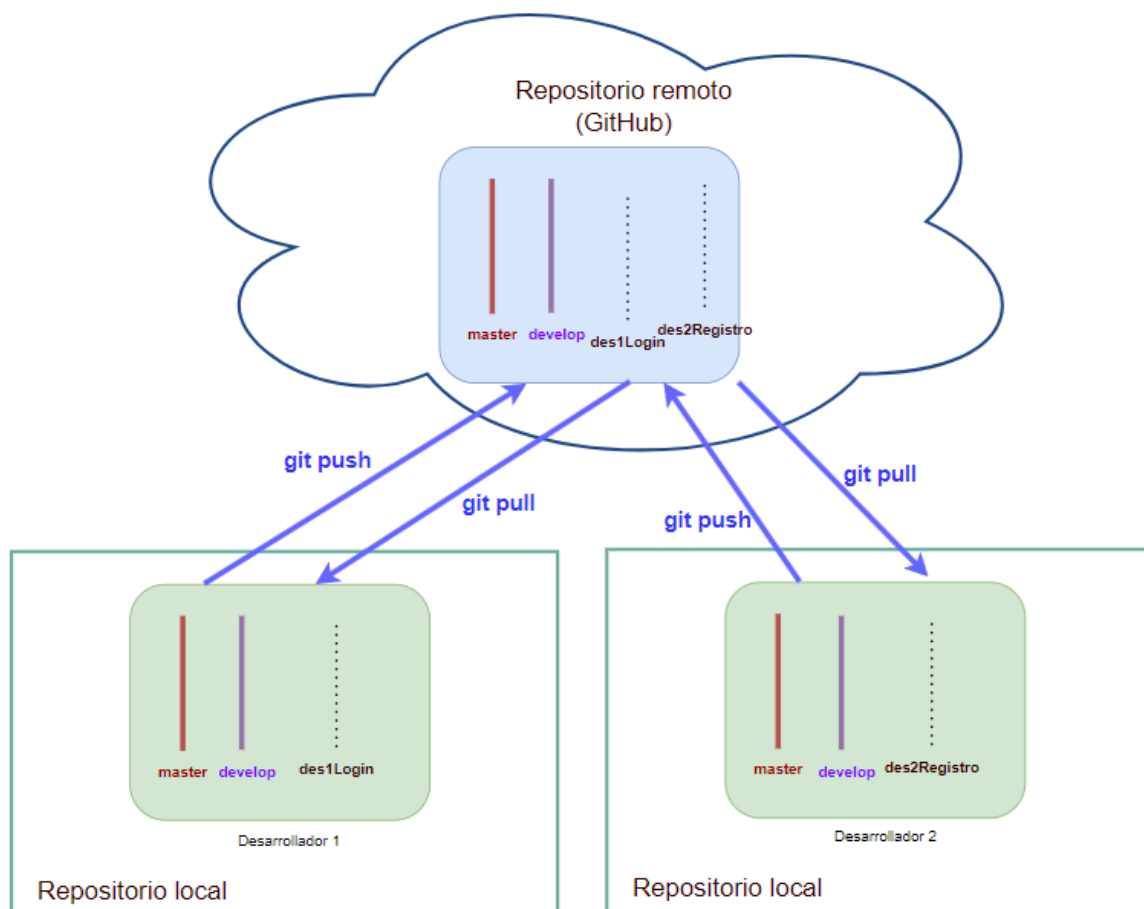 Repositorio remoto
(GitHub)
master
develop
des1Login
des2Registro
git push
git pull
git push
git pull
master
develop
des1Login
Desarrollador 1
Repositorio local
master
develop
des2Registro
Desarrollador 2
Repositorio local